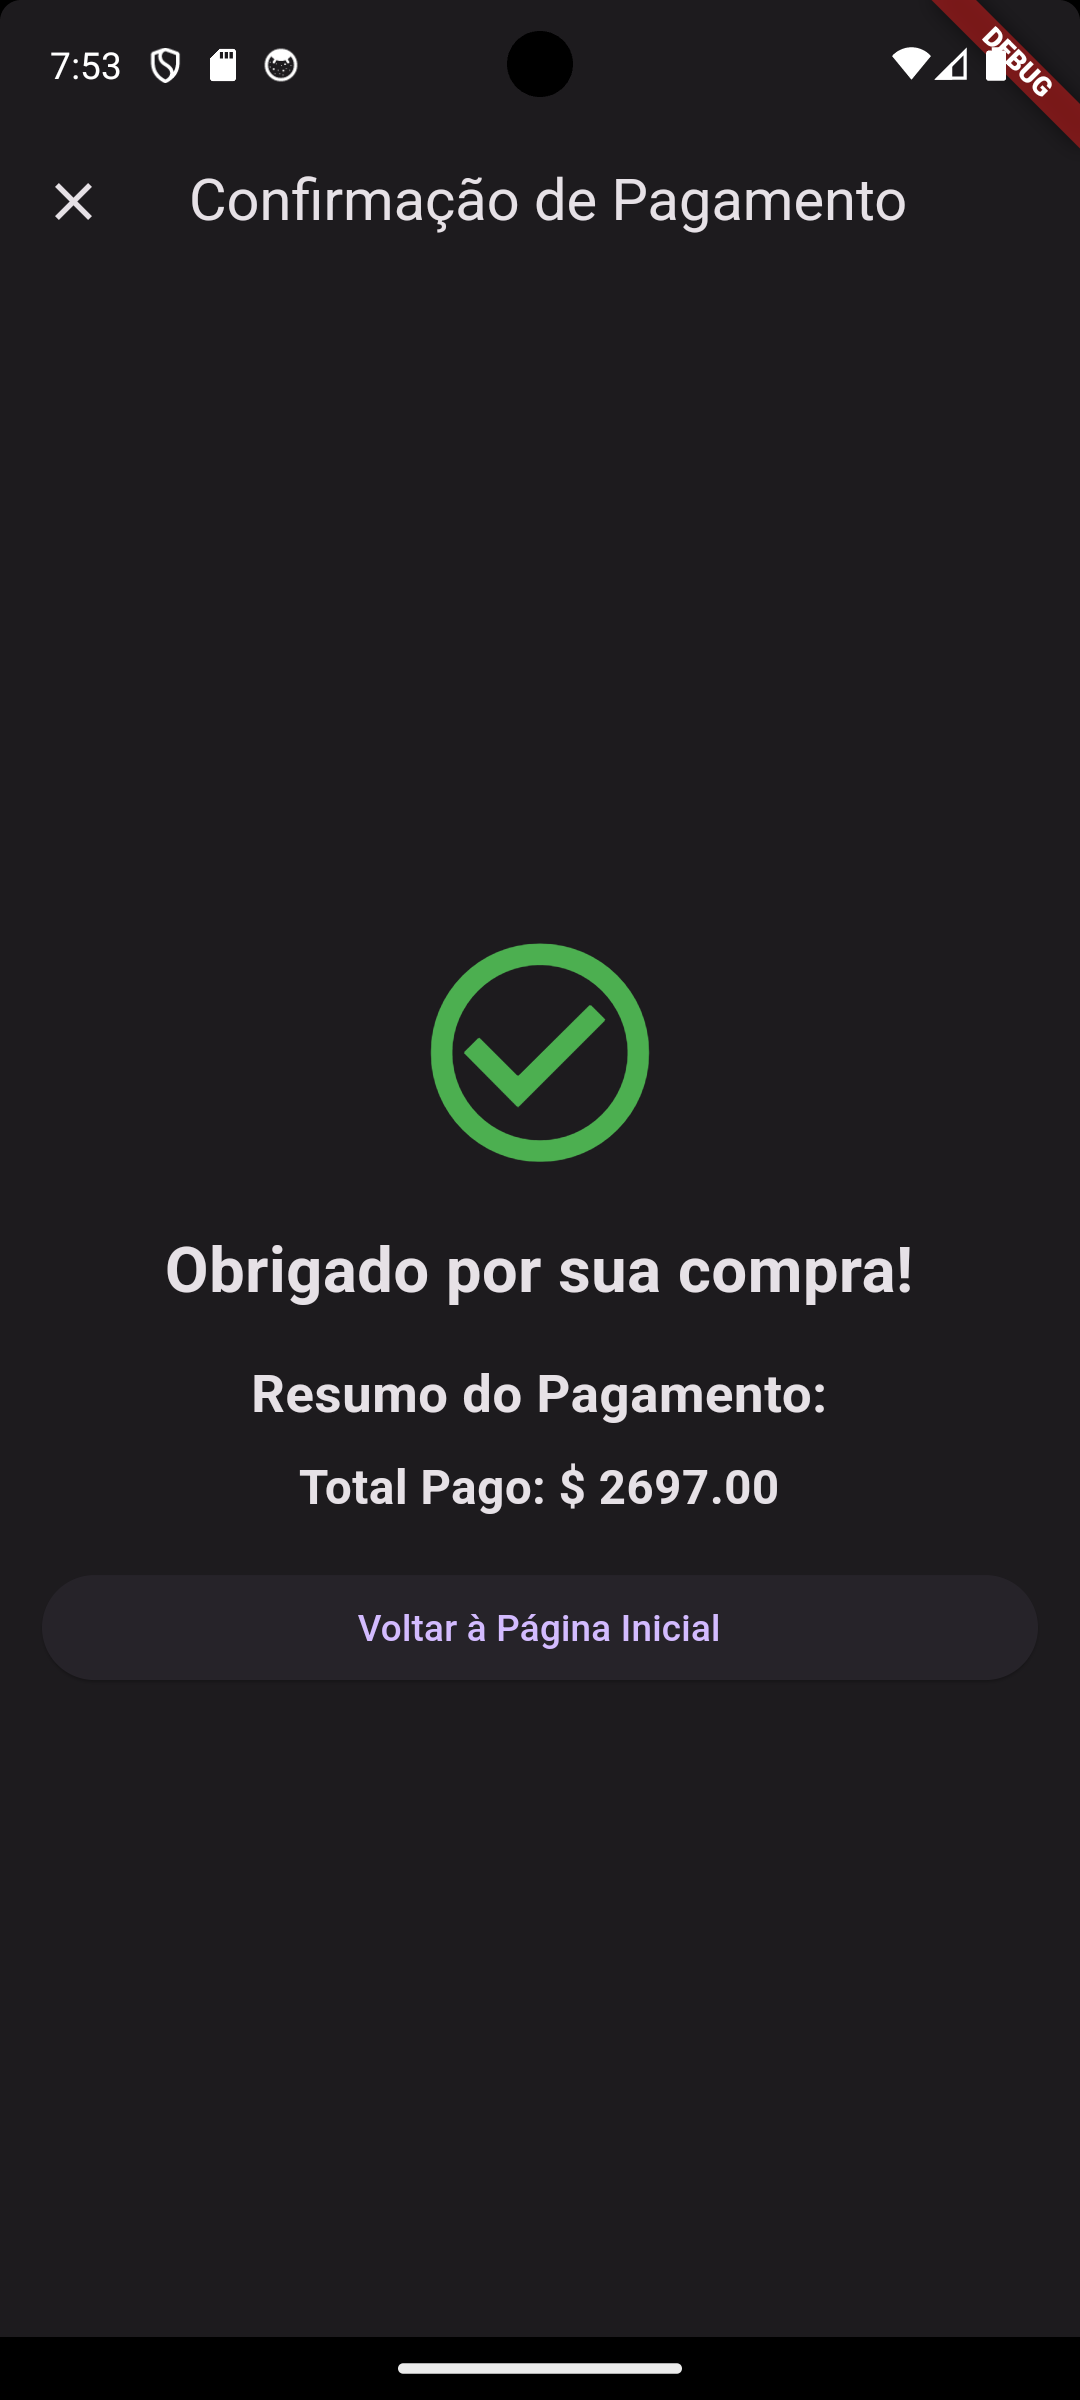 7:53
DEBUG
Confirmação de Pagamento
Obrigado por sua compra!
Resumo do Pagamento:
Total Pago: $ 2697.00
Voltar à Página Inicial